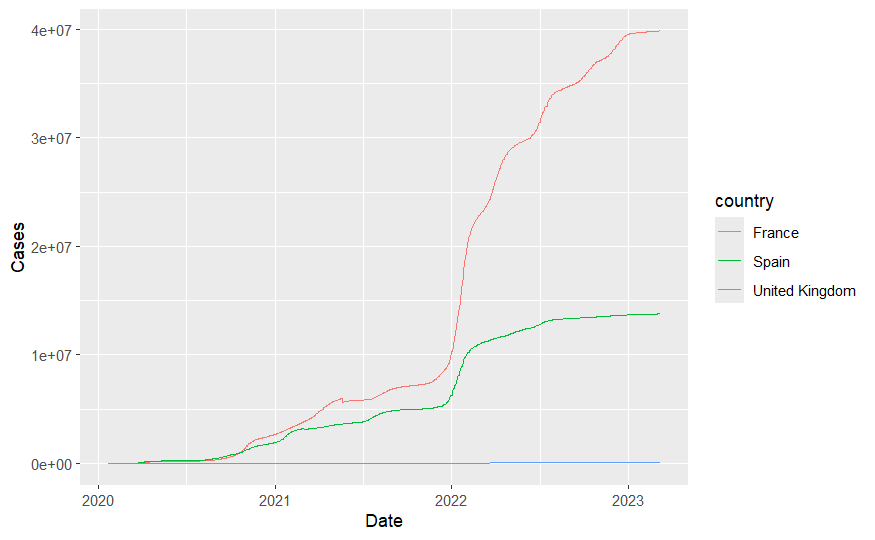 4e+07
3e+07
2e+07
1e+07
0e+00
Cases
2020
2021
2022
2023
Date
country
France
Spain
United Kingdom